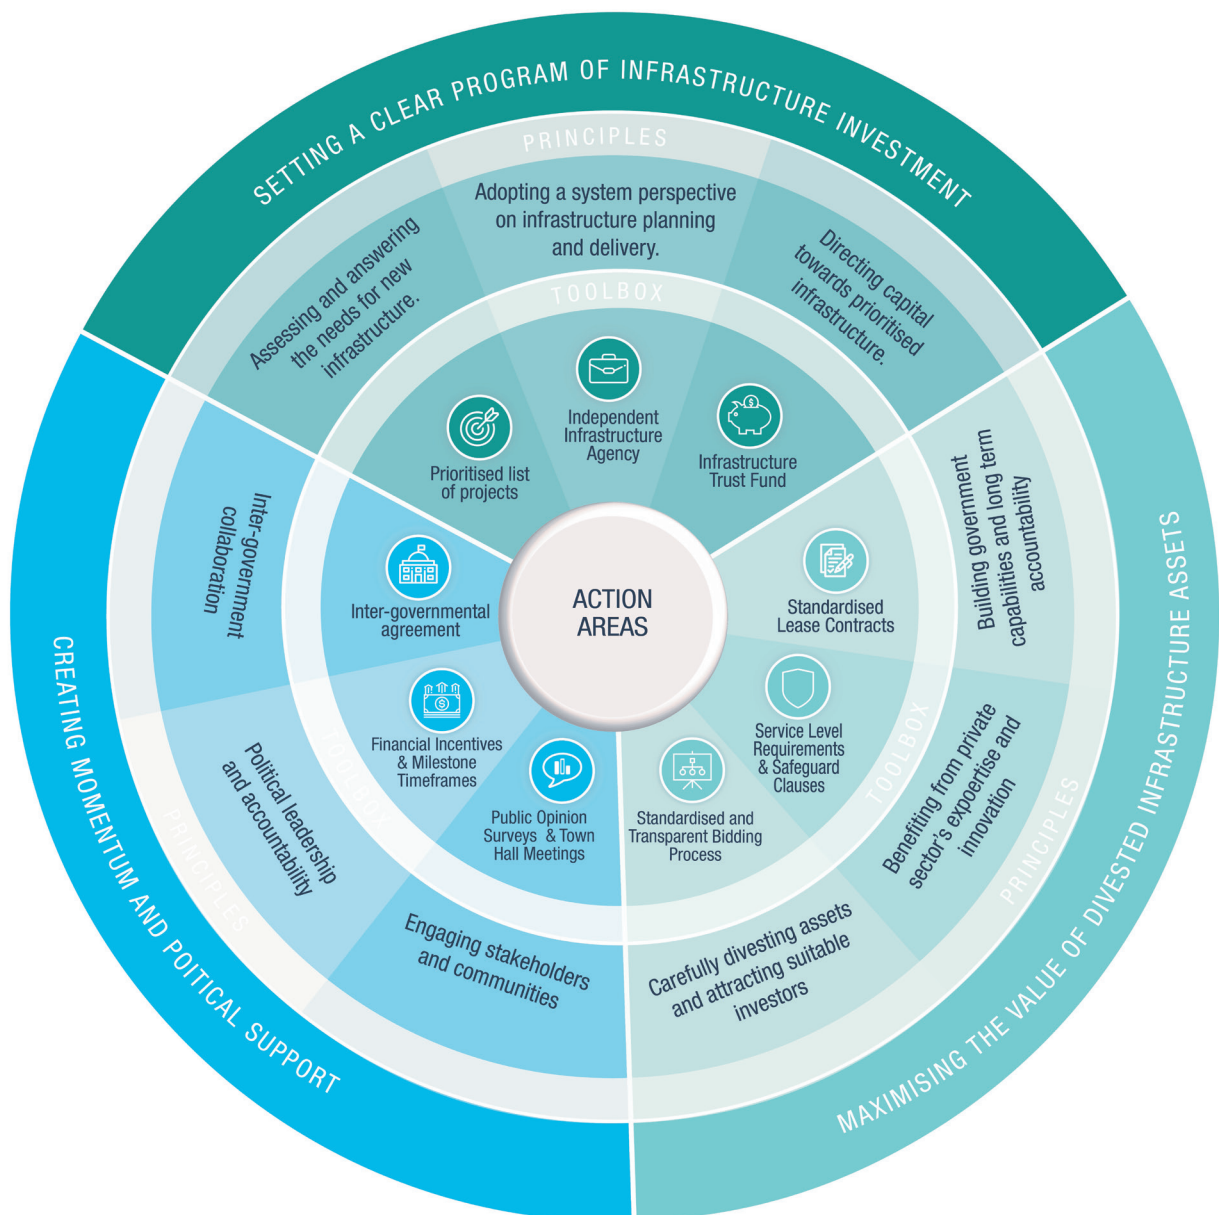 SETTING A CLEAR PROGRAM OF INFRASTRUCTURE INVESTMENT
PRINCIPLES
Assessing and answering
the needs for new
infrastructure.
Adopting a system perspective
on infrastructure planning
and delivery.
Directing capital
towards prioritised
infrastructure.
TOOLBOX
Prioritised list
of projects
Independent
Infrastructure
Agency
Infrastructure
Trust Fund
ACTION
AREAS
MAXIMISING THE VALUE OF DIVESTED INFRASTRUCTURE ASSETS
PRINCIPLES
Building government
capabilities and long term
accountability
Benefiting from private
sector's expoertise and
innovation
Carefully divesting assets
and attracting suitable
investors
TOOLBOX
Standardised
Lease Contracts
Service Level
Requirements
& Safeguard
Clauses
Standardised and
Transparent Bidding
Process
CREATING MOMENTUM AND POITICAL SUPPORT
PRINCIPLES
Inter-government
collaboration
Political leadership
and accountability
Engaging stakeholders
and communities
TOOLBOX
Inter-governmental
agreement
Financial Incentives
& Milestone
Timeframes
Public Opinion
Surveys & Town
Hall Meetings